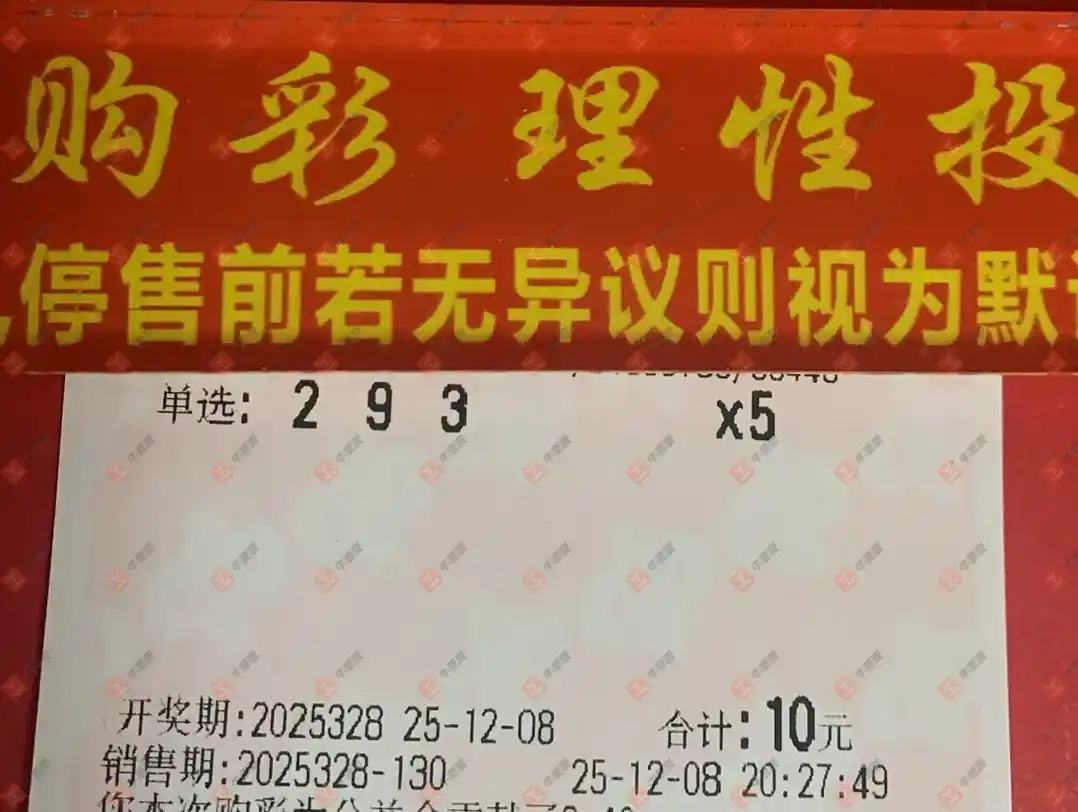 购彩 理性投
停售前若无异议则视为默
单选: 2 9 3 x5
开奖期:2025328 25-12-08 合计:10元
销售期:2025328-130 25-12-08 20:27:49